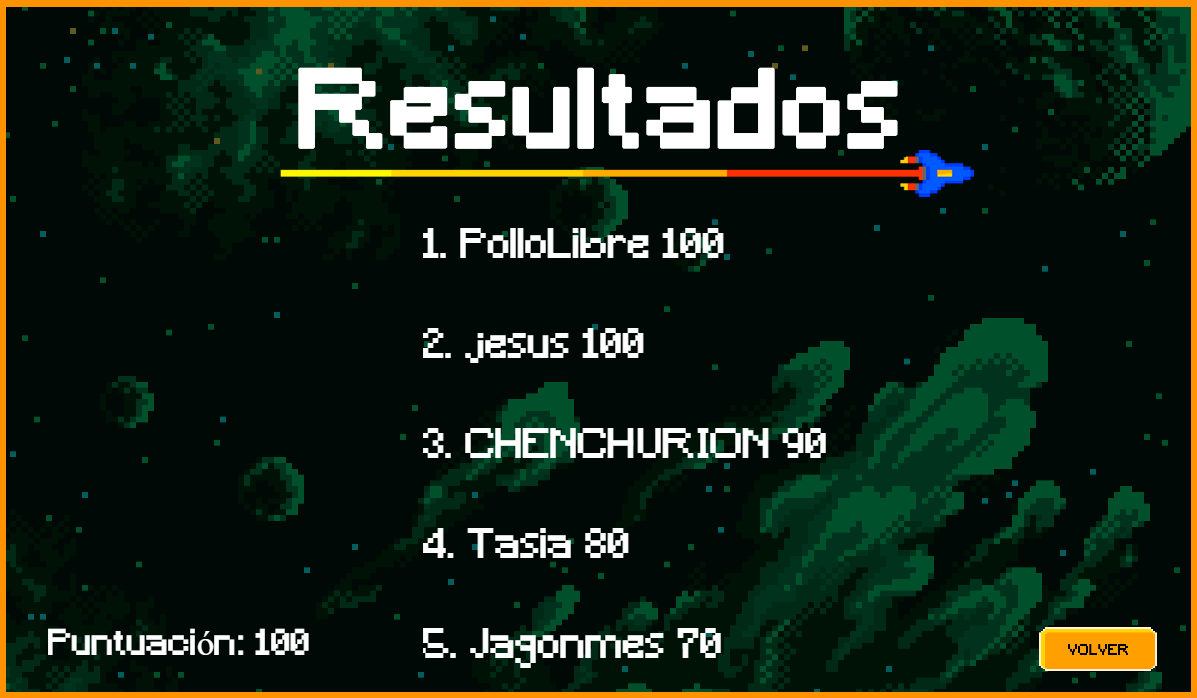 Resultados
1. PolloLibre 100
2. jesus 100
3. CHENCHURION 90
4. Tasia 80
5. Jagonmes 70
Puntuación: 100
VOLVER